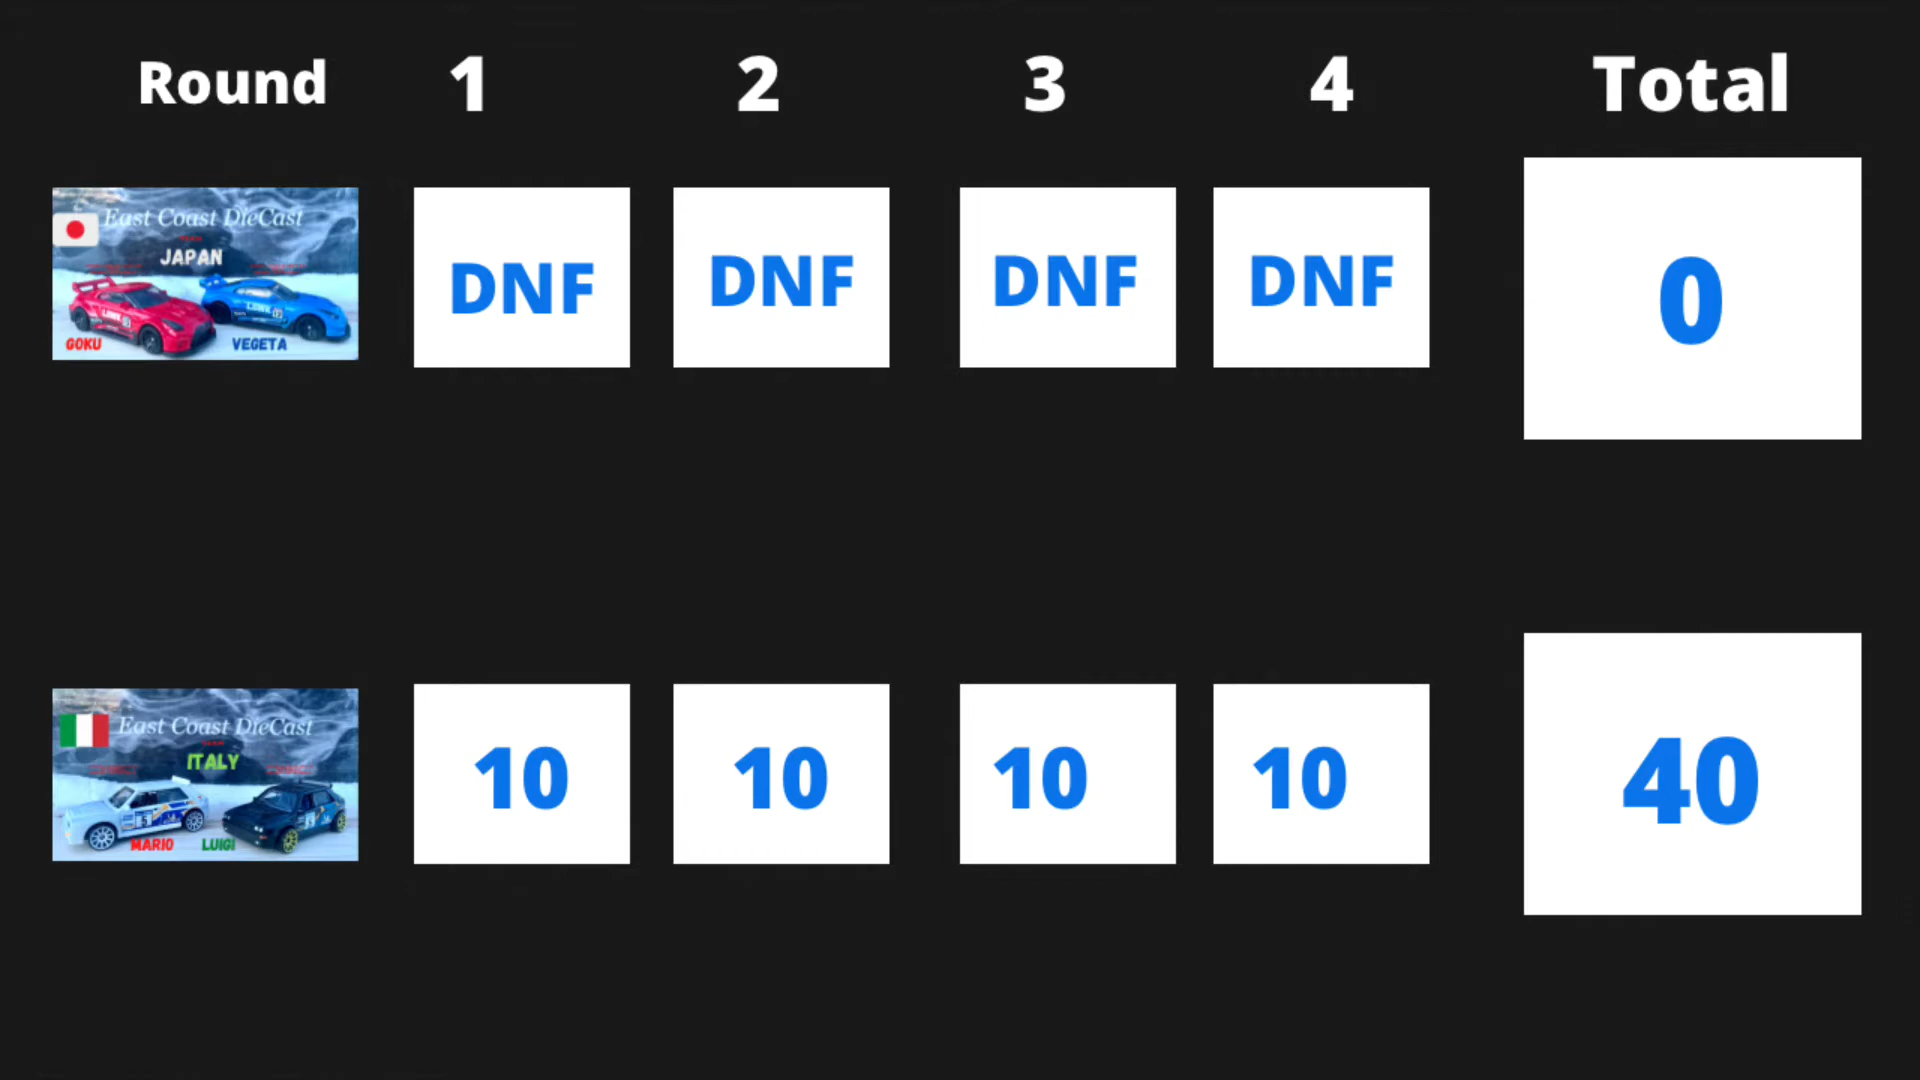 Round 1 2 3 4 Total
East Coast DieCast
JAPAN
GOKU VEGETA
DNF DNF DNF DNF 0
East Coast DieCast
ITALY
MARIO LUIGI
10 10 10 10 40